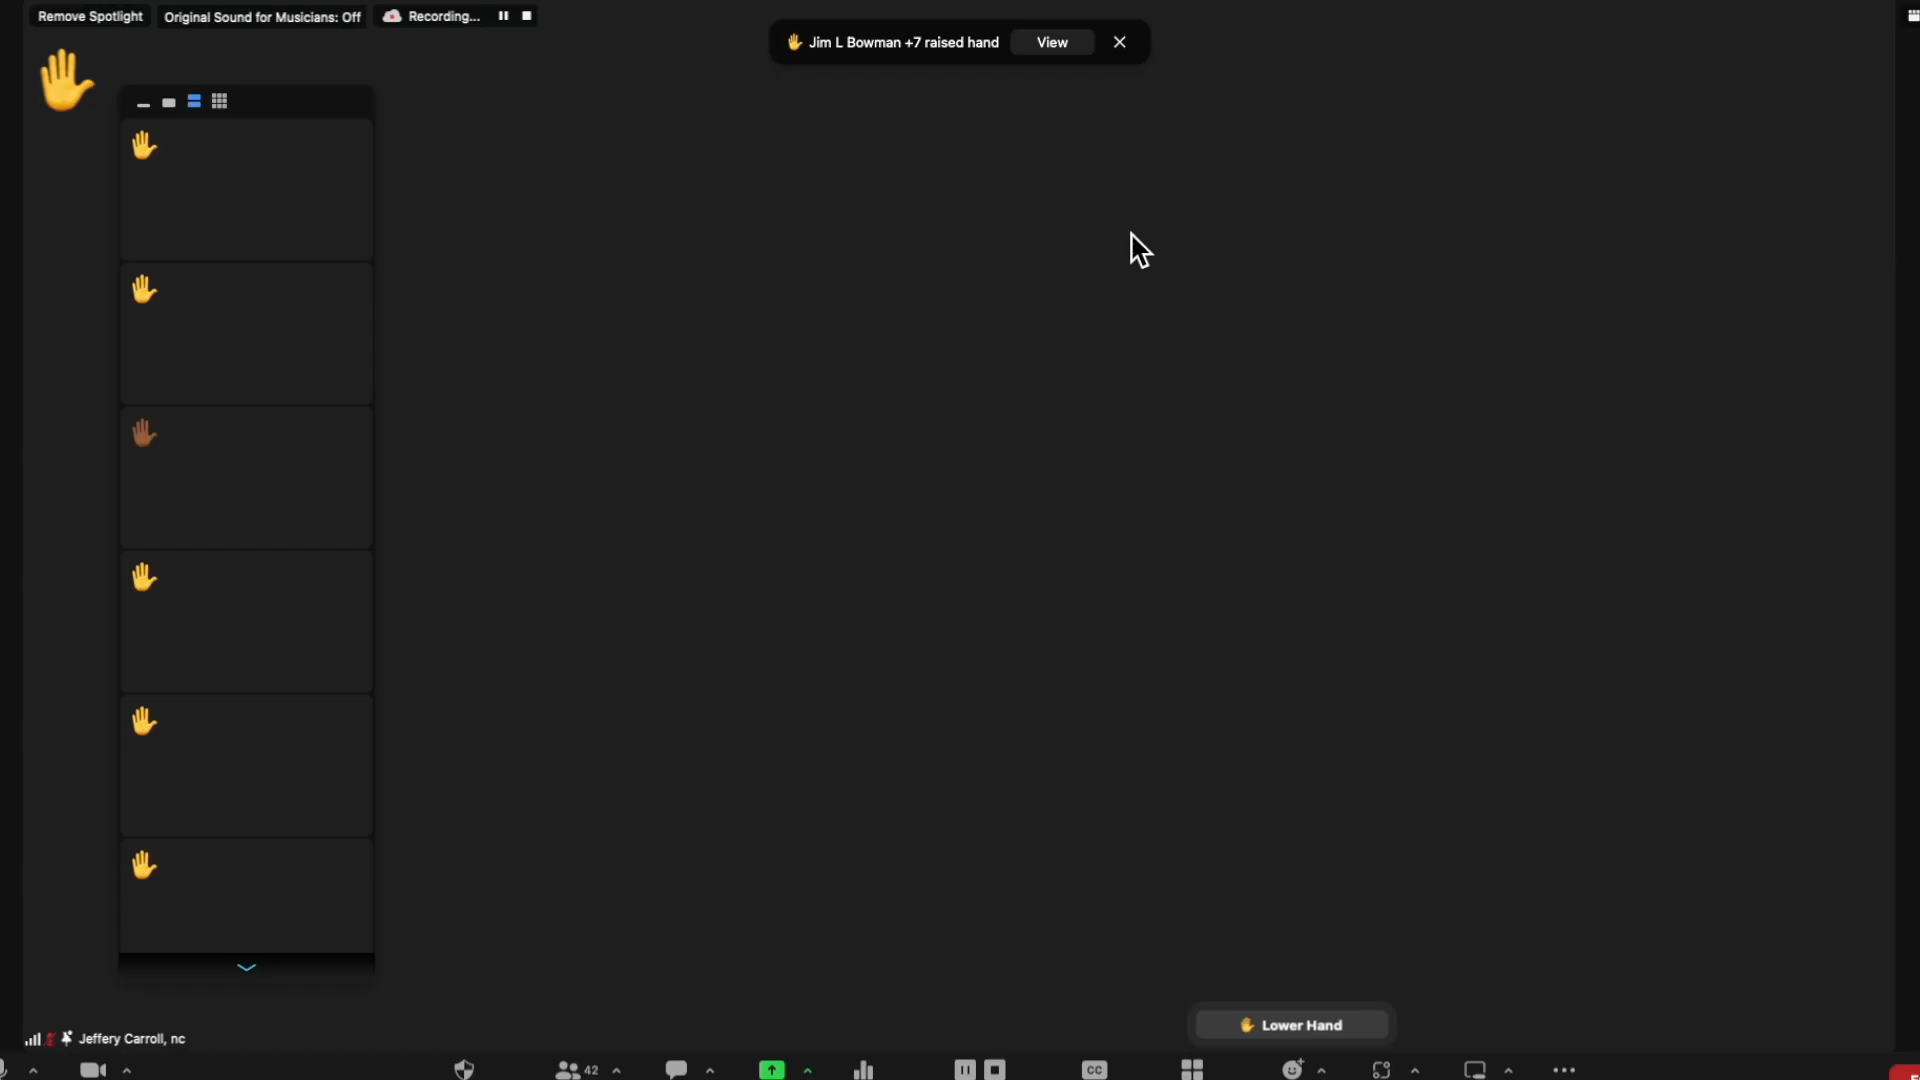 Remove Spotlight
Original Sound for Musicians: Off
Recording...
Jim L Bowman +7 raised hand
View
Lower Hand
Jeffery Carroll, nc
42
CC